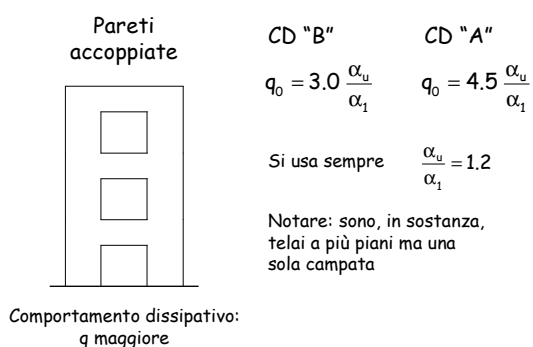 Pareti
accoppiate
CD "B"
CD "A"
q₀ = 3.0 αᵤ/α₁
q₀ = 4.5 αᵤ/α₁
Si usa sempre αᵤ/α₁ = 1.2
Notare: sono, in sostanza,
telai a più piani ma una
sola campata
Comportamento dissipativo:
q maggiore